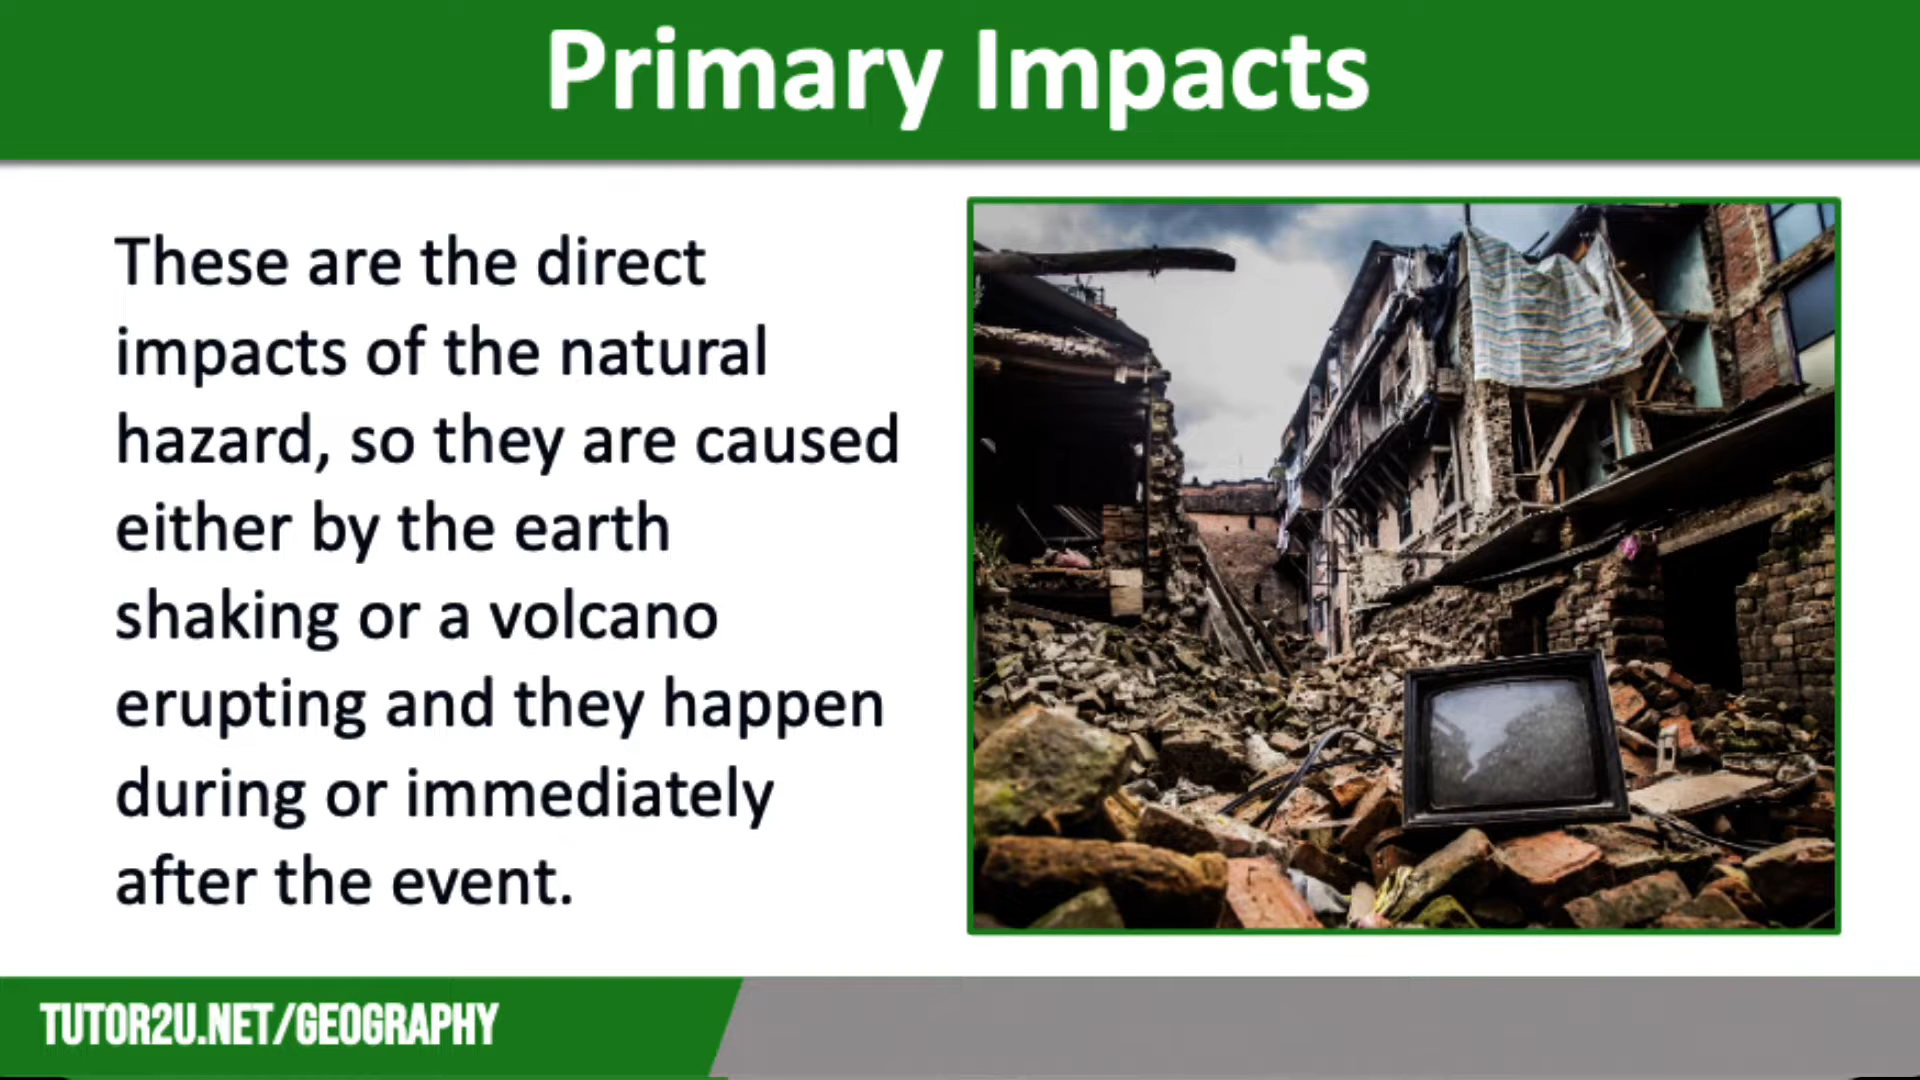 Primary Impacts
These are the direct
impacts of the natural
hazard, so they are caused
either by the earth
shaking or a volcano
erupting and they happen
during or immediately
after the event.
TUTOR2U.NET/GEOGRAPHY